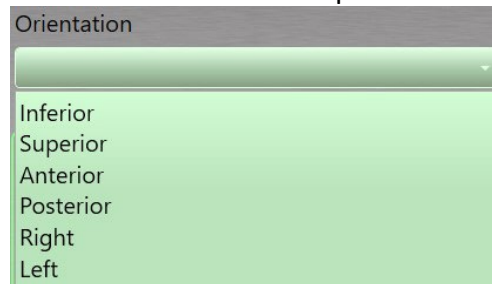 Orientation
Inferior
Superior
Anterior
Posterior
Right
Left